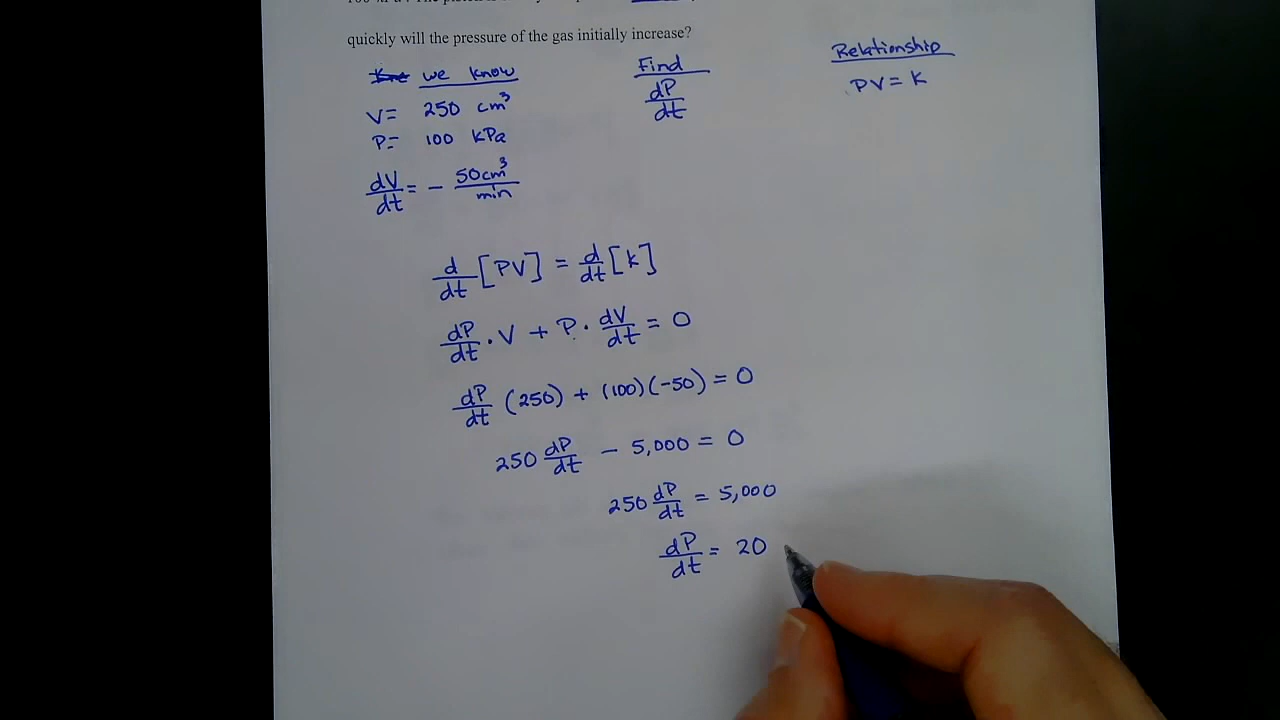 quickly will the pressure of the gas initially increase?
we know
Find
Relationship
V= 250 cm³
dP/dt
PV = K
P= 100 kPa
dV/dt = - 50cm³/min
d/dt [PV] = d/dt [K]
dP/dt · V + P · dV/dt = 0
dP/dt (250) + (100)(-50) = 0
250 dP/dt - 5,000 = 0
250 dP/dt = 5,000
dP/dt = 20